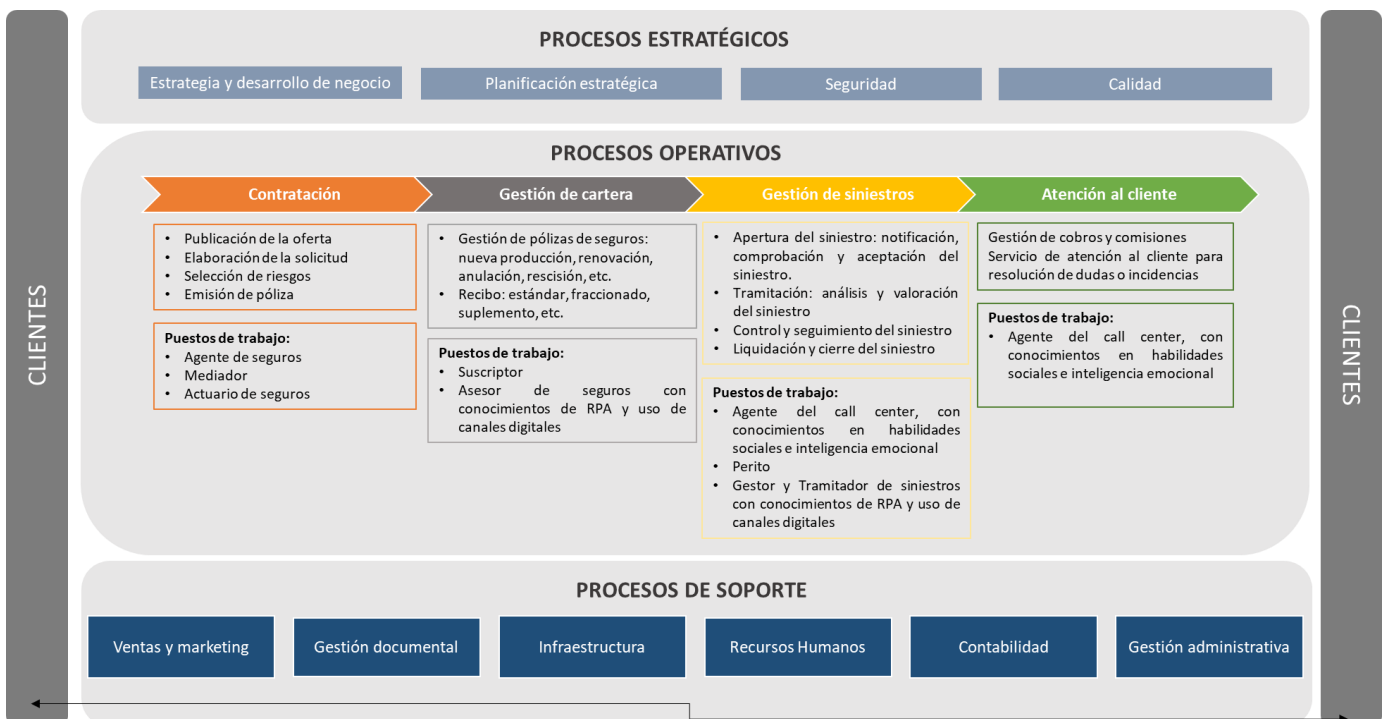 CLIENTES
PROCESOS ESTRATÉGICOS
Estrategia y desarrollo de negocio
Planificación estratégica
Seguridad
Calidad
PROCESOS OPERATIVOS
Contratación
Gestión de cartera
Gestión de siniestros
Atención al cliente
• Publicación de la oferta
• Elaboración de la solicitud
• Selección de riesgos
• Emisión de póliza
Puestos de trabajo:
• Agente de seguros
• Mediador
• Actuario de seguros
• Gestión de pólizas de seguros:
nueva producción, renovación,
anulación, rescisión, etc.
• Recibo: estándar, fraccionado,
suplemento, etc.
Puestos de trabajo:
• Suscriptor
• Asesor de seguros con
conocimientos de RPA y uso de
canales digitales
• Apertura del siniestro: notificación,
comprobación y aceptación del
siniestro.
• Tramitación: análisis y valoración
del siniestro
• Control y seguimiento del siniestro
• Liquidación y cierre del siniestro
Puestos de trabajo:
• Agente del call center, con
conocimientos en habilidades
sociales e inteligencia emocional
• Perito
• Gestor y Tramitador de siniestros
con conocimientos de RPA y uso de
canales digitales
Gestión de cobros y comisiones
Servicio de atención al cliente para
resolución de dudas o incidencias
Puestos de trabajo:
• Agente del call center, con
conocimientos en habilidades
sociales e inteligencia emocional
PROCESOS DE SOPORTE
Ventas y marketing
Gestión documental
Infraestructura
Recursos Humanos
Contabilidad
Gestión administrativa
CLIENTES